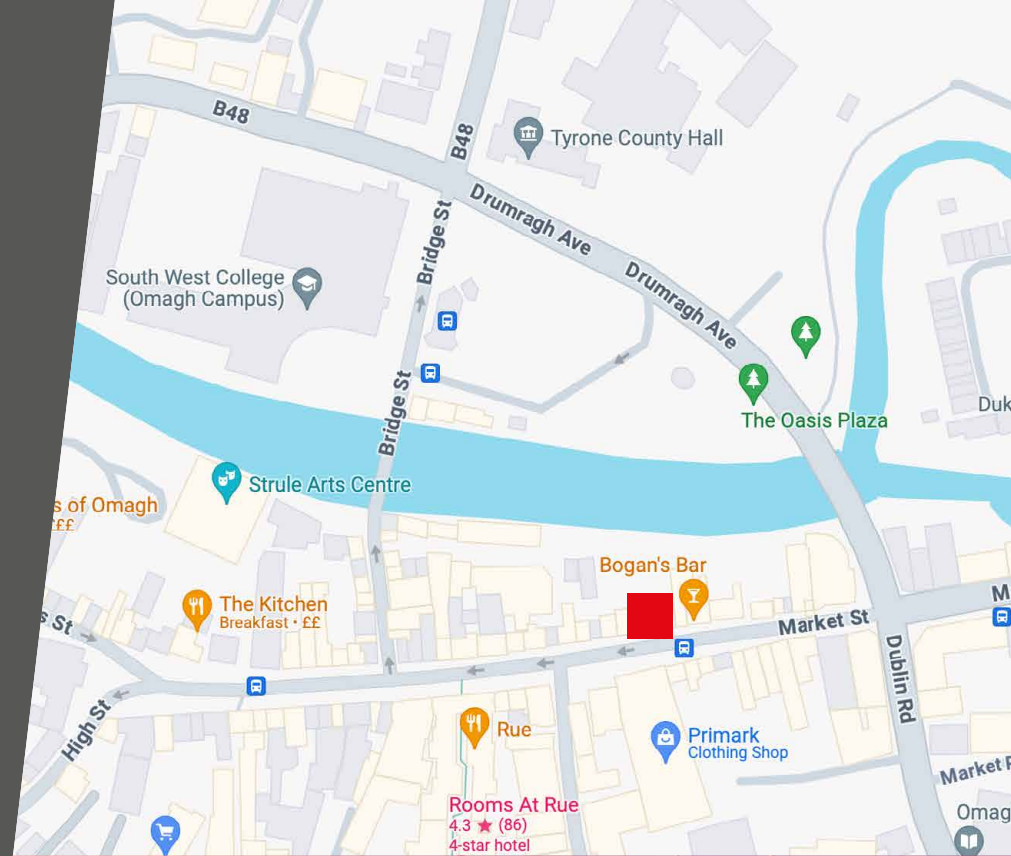 B48
B48
Tyrone County Hall
Drumragh Ave
Bridge St
Drumragh Ave
South West College
(Omagh Campus)
Bridge St
The Oasis Plaza
Duk
Strule Arts Centre
s of Omagh
££
Bogan's Bar
The Kitchen
Breakfast • ££
s St
Market St
M
Dublin Rd
High St
Rue
Primark
Clothing Shop
Market
Rooms At Rue
4.3 ★ (86)
4-star hotel
Omag